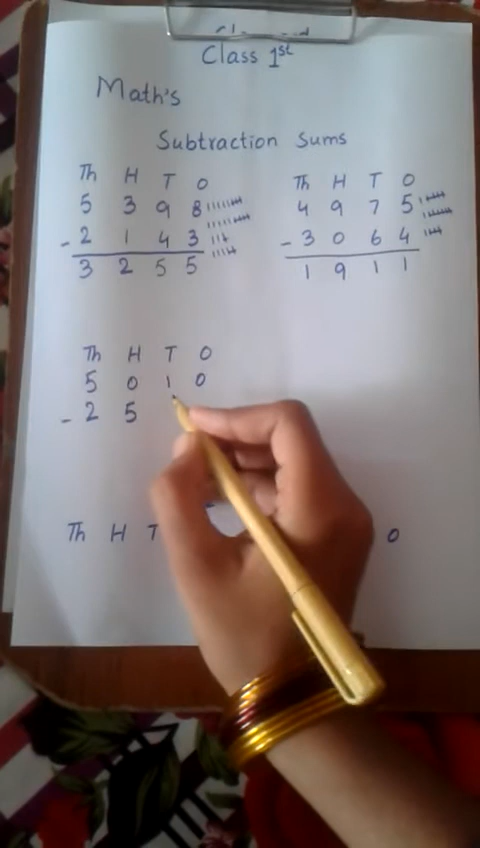 Class 1st
Math's
Subtraction Sums
Th H T O
5 3 9 8
- 2 1 4 3
3 2 5 5
Th H T O
4 9 7 5
- 3 0 6 4
1 9 1 1
Th H T O
5 0 1 0
- 2 5
Th H T
O